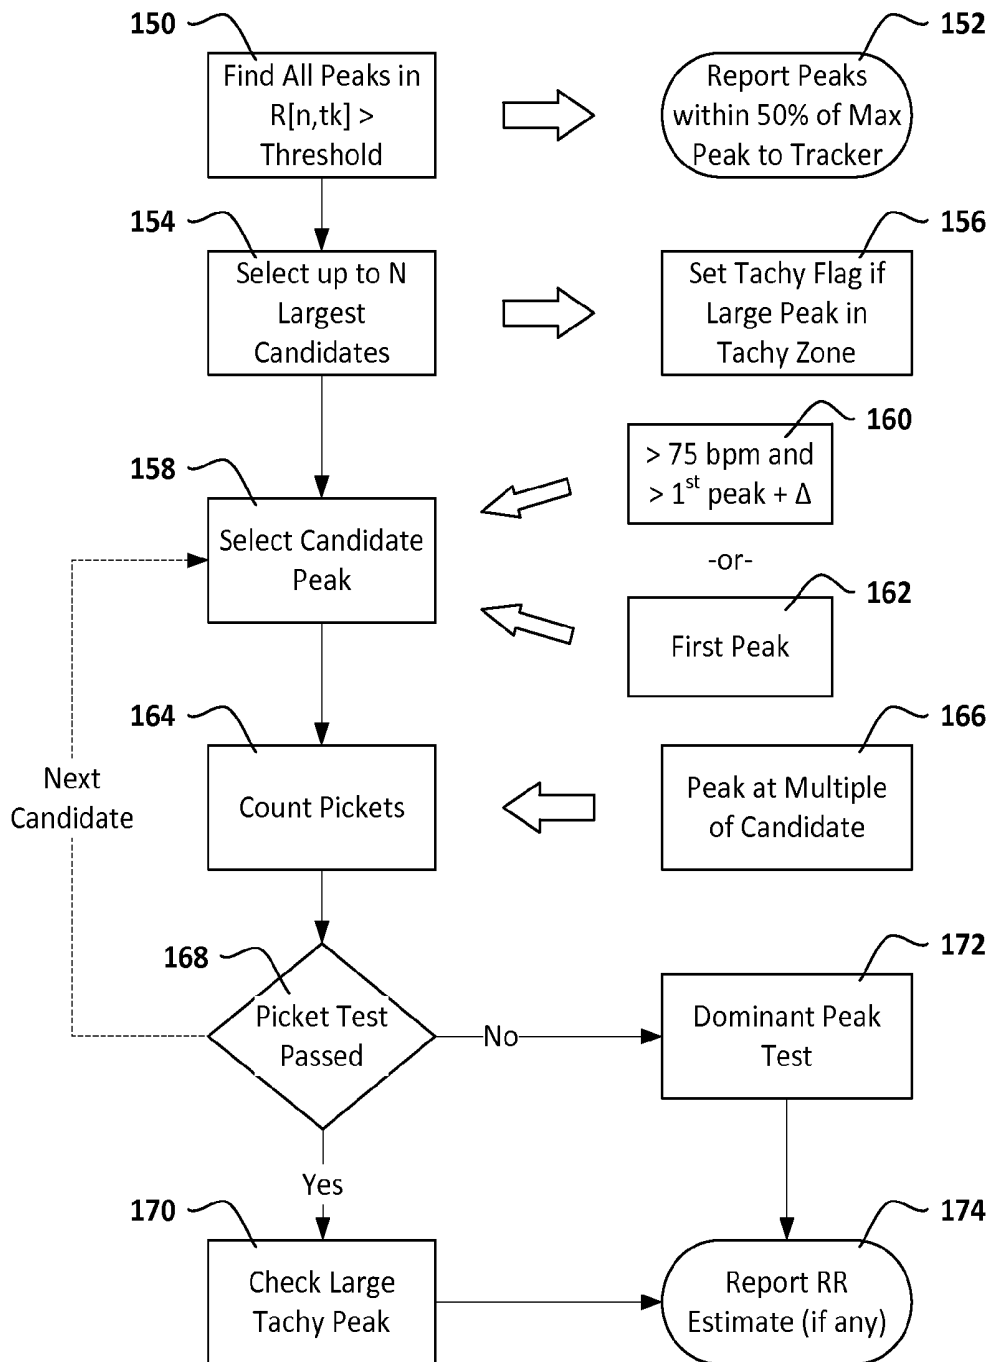 150
152
Find All Peaks in
R[n,tk] >
Threshold
Report Peaks
within 50% of Max
Peak to Tracker
154
156
Select up to N
Largest
Candidates
Set Tachy Flag if
Large Peak in
Tachy Zone
160
> 75 bpm and
> 1st peak + Δ
158
Select Candidate
Peak
-or-
162
First Peak
164
166
Next
Candidate
Count Pickets
Peak at Multiple
of Candidate
168
172
Picket Test
Passed
No
Dominant Peak
Test
Yes
170
174
Check Large
Tachy Peak
Report RR
Estimate (if any)